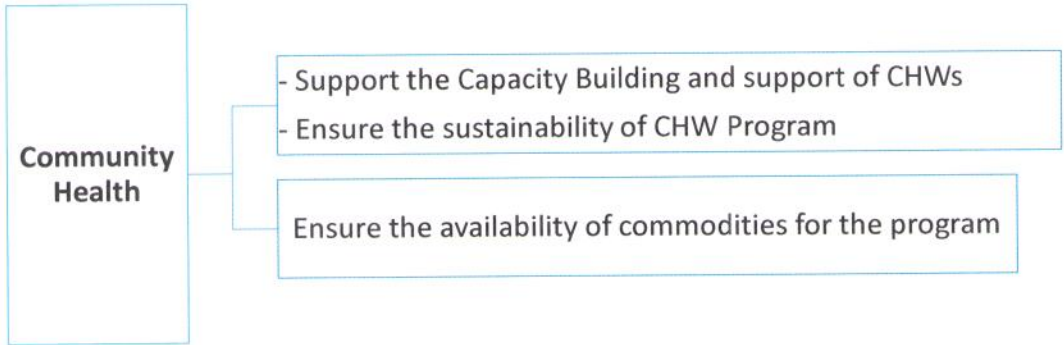 Community
Health
- Support the Capacity Building and support of CHWs
- Ensure the sustainability of CHW Program
Ensure the availability of commodities for the program